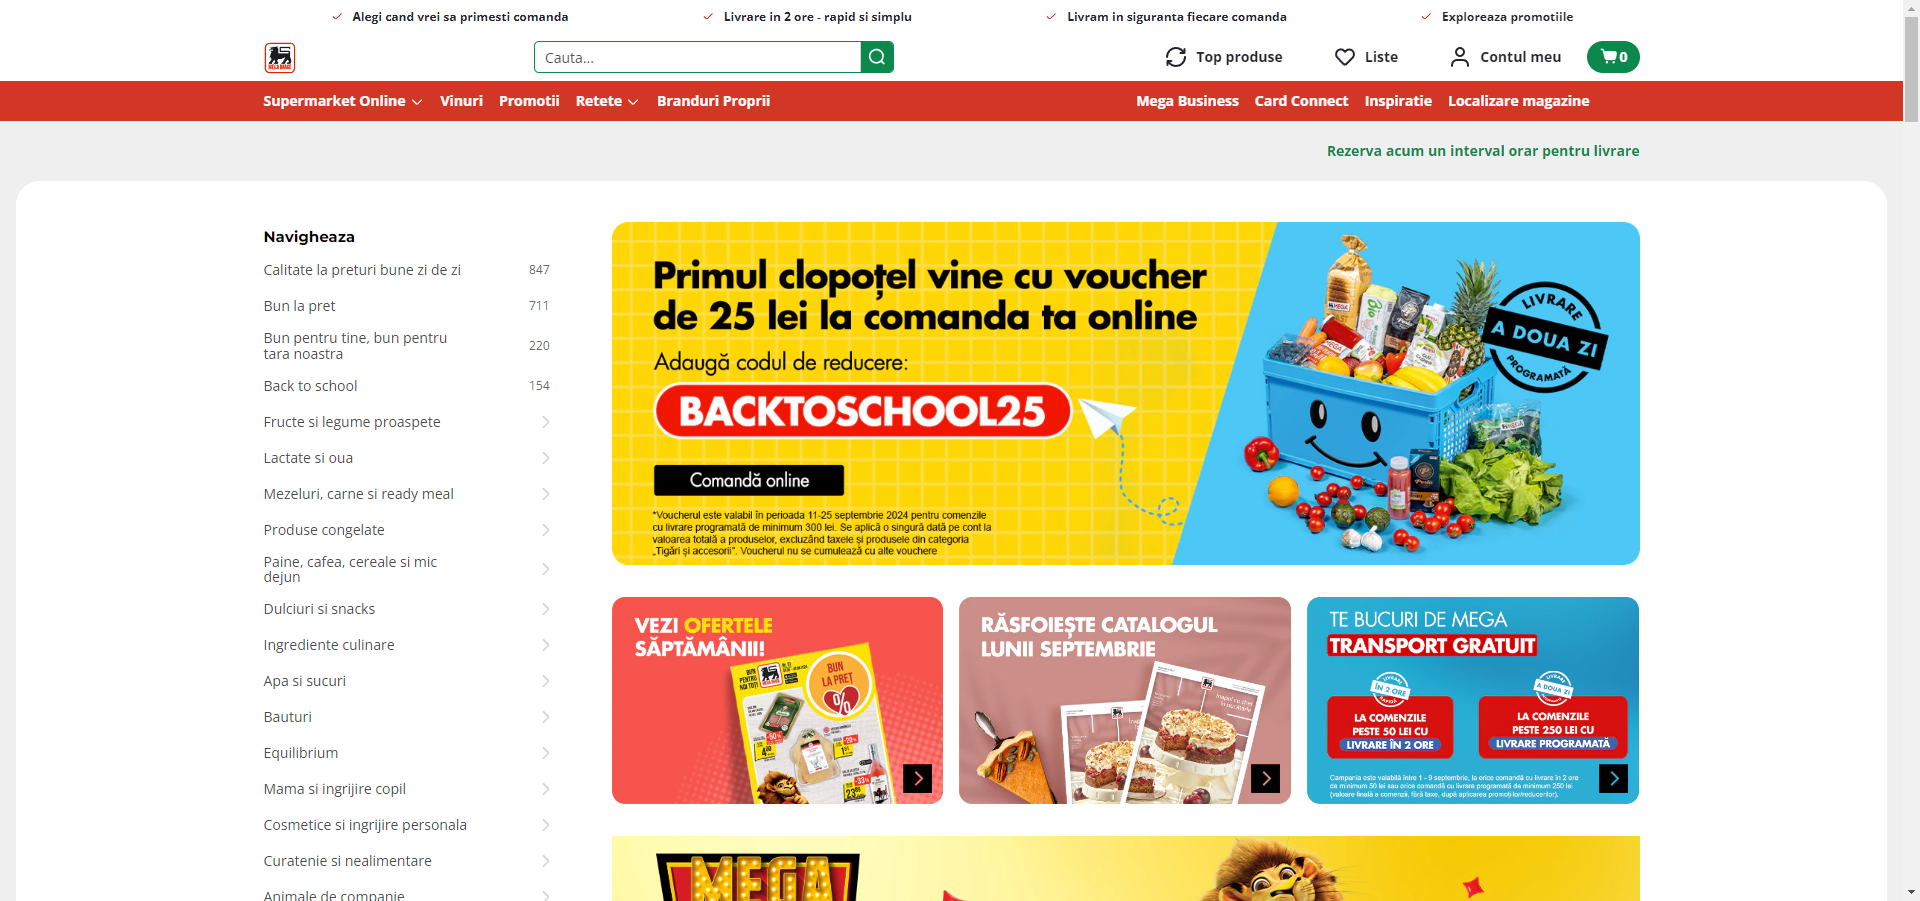 Alegi cand vrei sa primesti comanda
Livrare in 2 ore - rapid si simplu
Livram in siguranta fiecare comanda
Exploreaza promotiile
MEGA IMAGE
Cauta...
Top produse
Liste
Contul meu
0
Supermarket Online
Vinuri
Promotii
Retete
Branduri Proprii
Mega Business
Card Connect
Inspiratie
Localizare magazine
Rezerva acum un interval orar pentru livrare
Navigheaza
Calitate la preturi bune zi de zi 847
Bun la pret 711
Bun pentru tine, bun pentru
tara noastra 220
Back to school 154
Fructe si legume proaspete
Lactate si oua
Mezeluri, carne si ready meal
Produse congelate
Paine, cafea, cereale si mic
dejun
Dulciuri si snacks
Ingrediente culinare
Apa si sucuri
Bauturi
Equilibrium
Mama si ingrijire copil
Cosmetice si ingrijire personala
Curatenie si nealimentare
Animale de companie
Primul clopoțel vine cu voucher
de 25 lei la comanda ta online
Adaugă codul de reducere:
BACKTOSCHOOL25
Comandă online
*Voucherul este valabil în perioada 11-25 septembrie 2024 pentru comenzile
cu livrare programată de minimum 300 lei. Se aplică o singură dată pe cont la
valoarea totală a produselor, excluzând taxele și produsele din categoria
„Țigări și accesorii”. Voucherul nu se cumulează cu alte vouchere
LIVRARE
A DOUA ZI
PROGRAMATĂ
VEZI OFERTELE
SĂPTĂMÂNII!
BUN
PENTRU
NOI TOȚI
BUN
LA PREȚ
%
RĂSFOIEȘTE CATALOGUL
LUNII SEPTEMBRIE
TE BUCURI DE MEGA
TRANSPORT GRATUIT
LIVRARE
ÎN 2 ORE
RAPIDĂ
LA COMENZILE
PESTE 50 LEI CU
LIVRARE ÎN 2 ORE
LIVRARE
A DOUA ZI
LA COMENZILE
PESTE 250 LEI CU
LIVRARE PROGRAMATĂ
Campania este valabilă între 1 - 9 septembrie, la orice comandă cu livrare în 2 ore
de minimum 50 lei sau orice comandă cu livrare programată de minimum 250 lei
(valoare finală a comenzii, fără taxe, după aplicarea promoțiilor/reducerilor).
MEGA